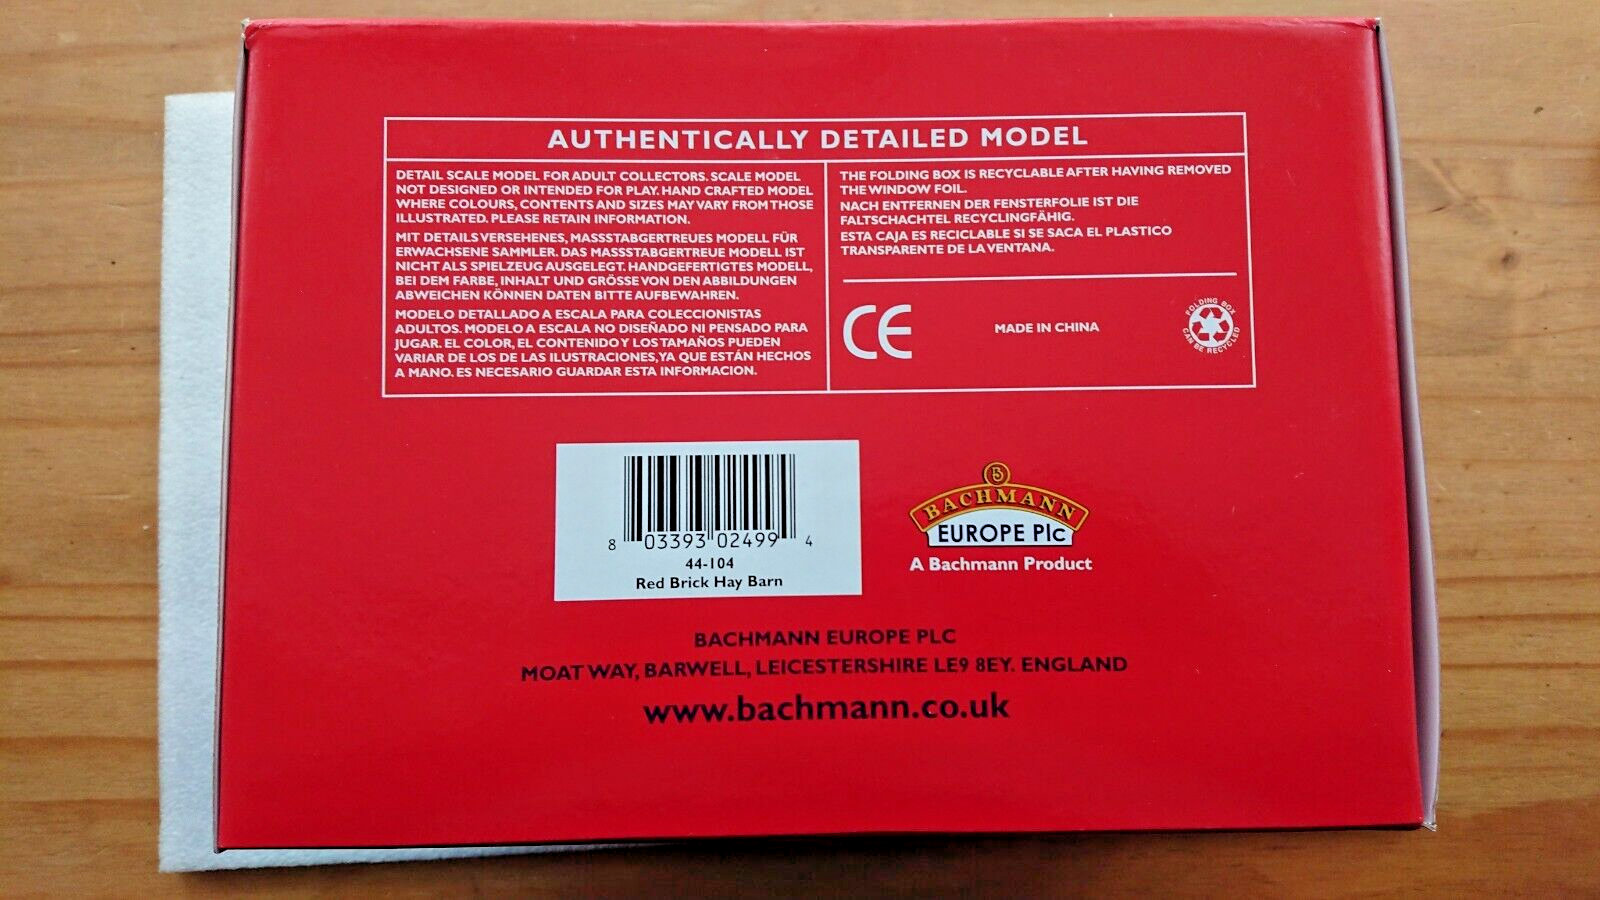 AUTHENTICALLY DETAILED MODEL
DETAIL SCALE MODEL FOR ADULT COLLECTORS. SCALE MODEL
NOT DESIGNED OR INTENDED FOR PLAY. HAND CRAFTED MODEL
WHERE COLOURS, CONTENTS AND SIZES MAY VARY FROM THOSE
ILLUSTRATED. PLEASE RETAIN INFORMATION.
MIT DETAILS VERSEHENES, MASSSTABGERTREUES MODELL FÜR
ERWACHSENE SAMMLER. DAS MASSSTABGETREUE MODELL IST
NICHT ALS SPIELZEUG AUSGELEGT. HANDGEFERTIGTES MODELL,
BEI DEM FARBE, INHALT UND GRÖSSE VON DEN ABBILDUNGEN
ABWEICHEN KÖNNEN DATEN BITTE AUFBEWAHREN.
MODELO DETALLADO A ESCALA PARA COLECCIONISTAS
ADULTOS. MODELO A ESCALA NO DISEÑADO NI PENSADO PARA
JUGAR. EL COLOR, EL CONTENIDO Y LOS TAMAÑOS PUEDEN
VARIAR DE LOS DE LAS ILUSTRACIONES, YA QUE ESTÁN HECHOS
A MANO. ES NECESARIO GUARDAR ESTA INFORMACION.
THE FOLDING BOX IS RECYCLABLE AFTER HAVING REMOVED
THE WINDOW FOIL.
NACH ENTFERNEN DER FENSTERFOLIE IST DIE
FALTSCHACHTEL RECYCLINGFÄHIG.
ESTA CAJA ES RECICLABLE SI SE SACA EL PLASTICO
TRANSPARENTE DE LA VENTANA.
CE
MADE IN CHINA
FOLDING BOX
CAN BE RECYCLED
8 03393 02499 4
44-104
Red Brick Hay Barn
B
BACHMANN
EUROPE Plc
A Bachmann Product
BACHMANN EUROPE PLC
MOAT WAY, BARWELL, LEICESTERSHIRE LE9 8EY. ENGLAND
www.bachmann.co.uk